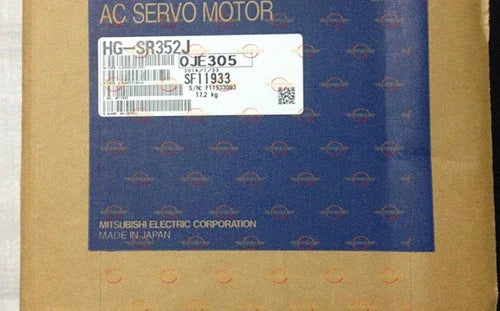 AC SERVO MOTOR
HG-SR352J
0JE305
SF11933
17.2 kg
MITSUBISHI ELECTRIC CORPORATION
MADE IN JAPAN